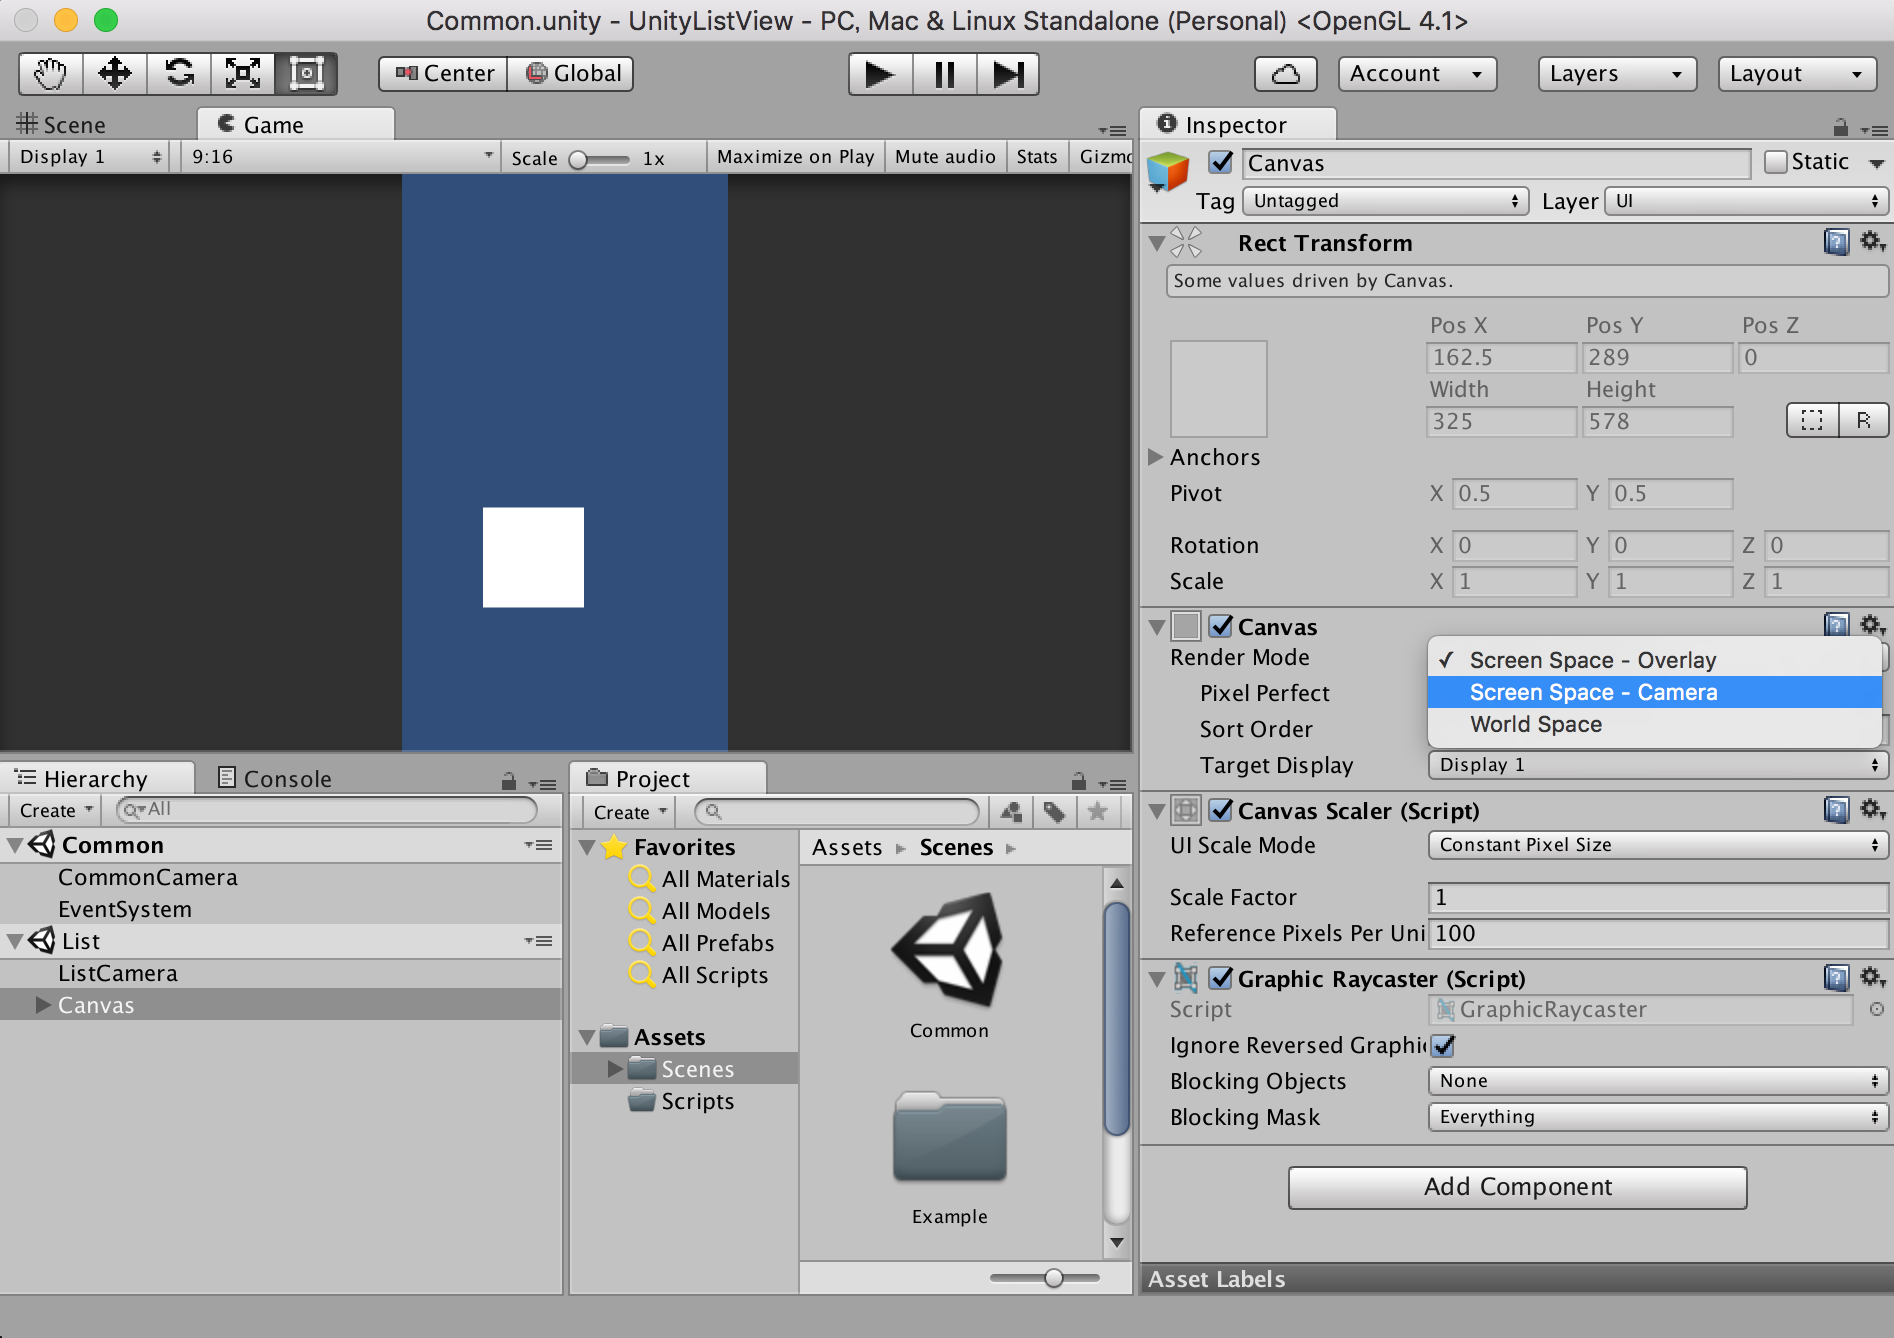 Common.unity - UnityListView - PC, Mac & Linux Standalone (Personal) <OpenGL 4.1>
Center Global Account Layers Layout
Scene Game
Display 1 9:16 Scale 1x Maximize on Play Mute audio Stats Gizmo
Hierarchy Console
Create All
Common
CommonCamera
EventSystem
List
ListCamera
Canvas
Project
Create
Favorites
All Materials
All Models
All Prefabs
All Scripts
Assets
Scenes
Scripts
Assets Scenes
Common
Example
Inspector
Canvas Static
Tag Untagged Layer UI
Rect Transform
Some values driven by Canvas.
Pos X Pos Y Pos Z
162.5 289 0
Width Height
325 578 R
Anchors
Pivot X 0.5 Y 0.5
Rotation X 0 Y 0 Z 0
Scale X 1 Y 1 Z 1
Canvas
Render Mode
✓ Screen Space - Overlay
Screen Space - Camera
World Space
Pixel Perfect
Sort Order
Target Display Display 1
Canvas Scaler (Script)
UI Scale Mode Constant Pixel Size
Scale Factor 1
Reference Pixels Per Uni 100
Graphic Raycaster (Script)
Script GraphicRaycaster
Ignore Reversed Graphi
Blocking Objects None
Blocking Mask Everything
Add Component
Asset Labels